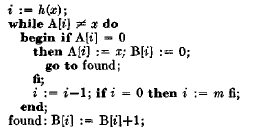 i := h(x);
while A[i] ≠ x do
begin if A[i] = 0
then A[i] := x; B[i] := 0;
go to found;
fi;
i := i−1; if i = 0 then i := m fi;
end;
found: B[i] := B[i]+1;